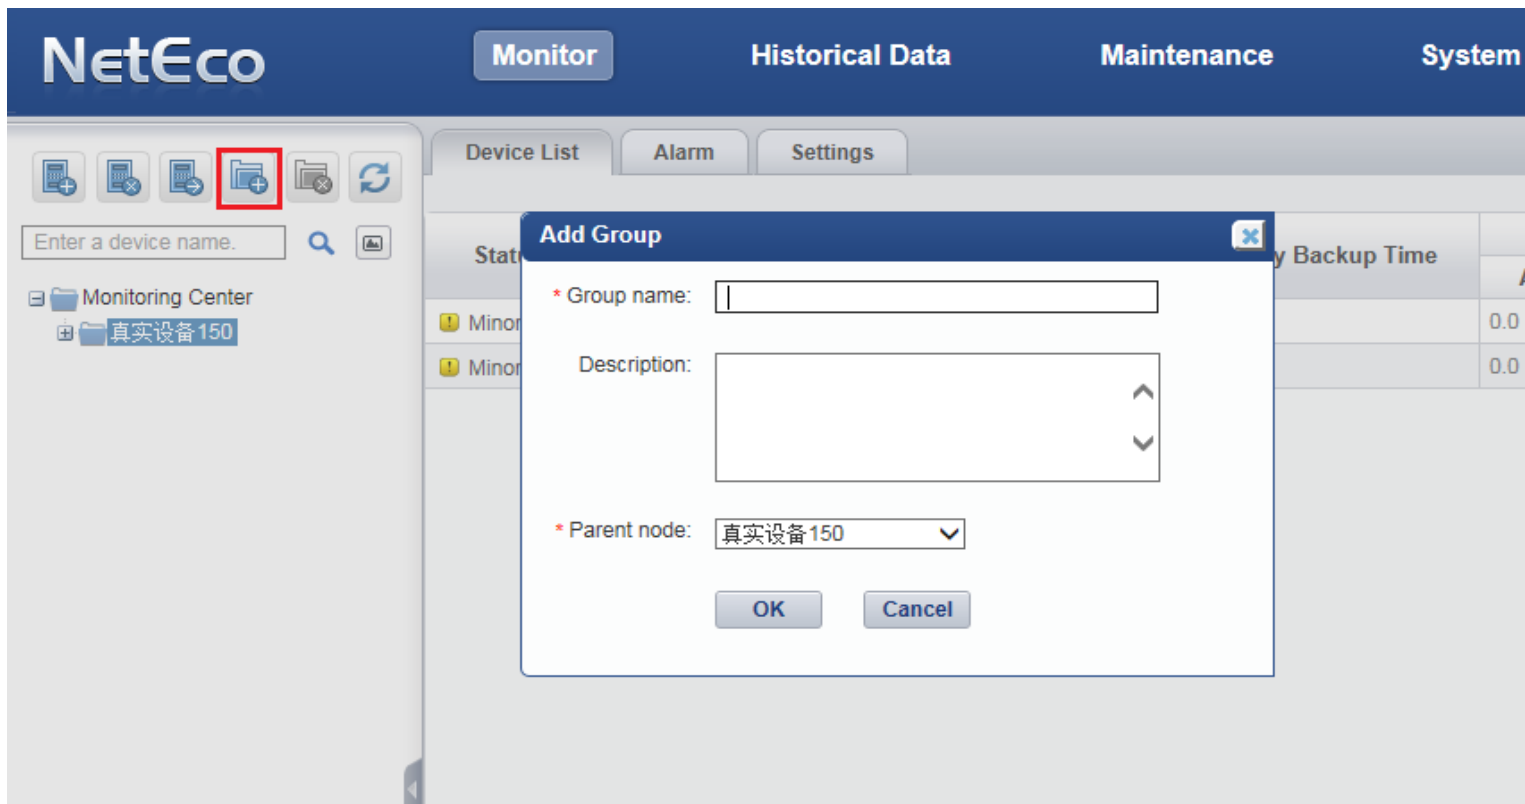 NetEco
Monitor
Historical Data
Maintenance
System
Device List
Alarm
Settings
Enter a device name.
Monitoring Center
真实设备150
Stat
y Backup Time
Minor
0.0
Minor
0.0
Add Group
* Group name:
Description:
* Parent node:
真实设备150
OK
Cancel